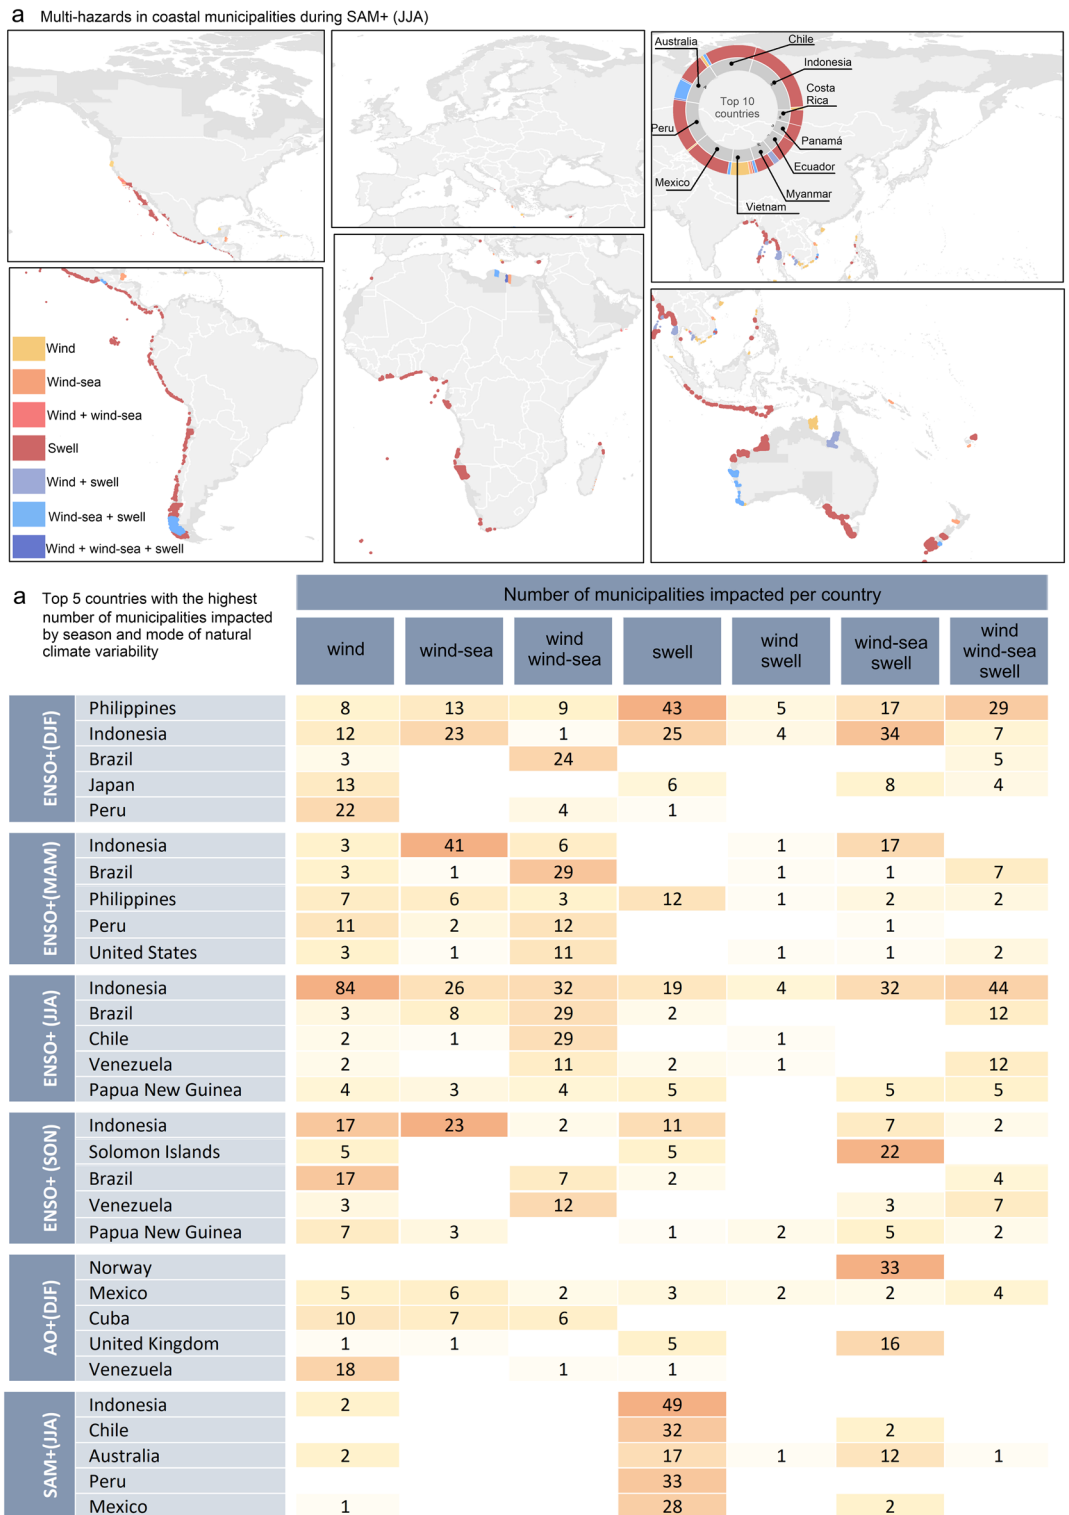 a Multi-hazards in coastal municipalities during SAM+ (JJA)
Australia
Chile
Indonesia
Costa
Rica
Top 10
countries
Peru
Panamá
Ecuador
Mexico
Myanmar
Vietnam
Wind
Wind-sea
Wind + wind-sea
Swell
Wind + swell
Wind-sea + swell
Wind + wind-sea + swell
a Top 5 countries with the highest
number of municipalities impacted
by season and mode of natural
climate variability
Number of municipalities impacted per country
wind
wind-sea
wind
wind-sea
swell
wind
swell
wind-sea
swell
wind
wind-sea
swell
ENSO+(DJF)
Philippines 8 13 9 43 5 17 29
Indonesia 12 23 1 25 4 34 7
Brazil 3 24 5
Japan 13 6 8 4
Peru 22 4 1
ENSO+(MAM)
Indonesia 3 41 6 1 17
Brazil 3 1 29 1 1 7
Philippines 7 6 3 12 1 2 2
Peru 11 2 12 1
United States 3 1 11 1 1 2
ENSO+ (JJA)
Indonesia 84 26 32 19 4 32 44
Brazil 3 8 29 2 12
Chile 2 1 29 1
Venezuela 2 11 2 1 12
Papua New Guinea 4 3 4 5 5 5
ENSO+ (SON)
Indonesia 17 23 2 11 7 2
Solomon Islands 5 5 22
Brazil 17 7 2 4
Venezuela 3 12 3 7
Papua New Guinea 7 3 1 2 5 2
AO+(DJF)
Norway 33
Mexico 5 6 2 3 2 2 4
Cuba 10 7 6
United Kingdom 1 1 5 16
Venezuela 18 1 1
SAM+(JJA)
Indonesia 2 49
Chile 32 2
Australia 2 17 1 12 1
Peru 33
Mexico 1 28 2